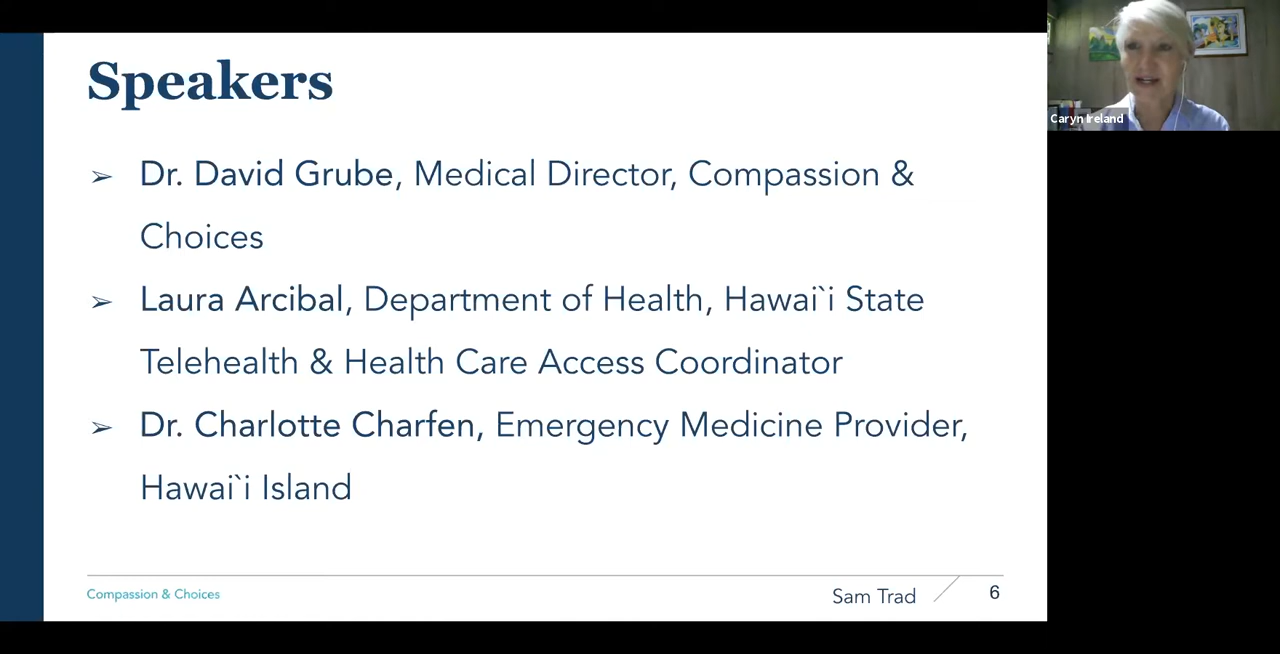 Speakers
➢ Dr. David Grube, Medical Director, Compassion &
Choices
➢ Laura Arcibal, Department of Health, Hawai`i State
Telehealth & Health Care Access Coordinator
➢ Dr. Charlotte Charfen, Emergency Medicine Provider,
Hawai`i Island
Compassion & Choices
Sam Trad
6
Caryn Ireland